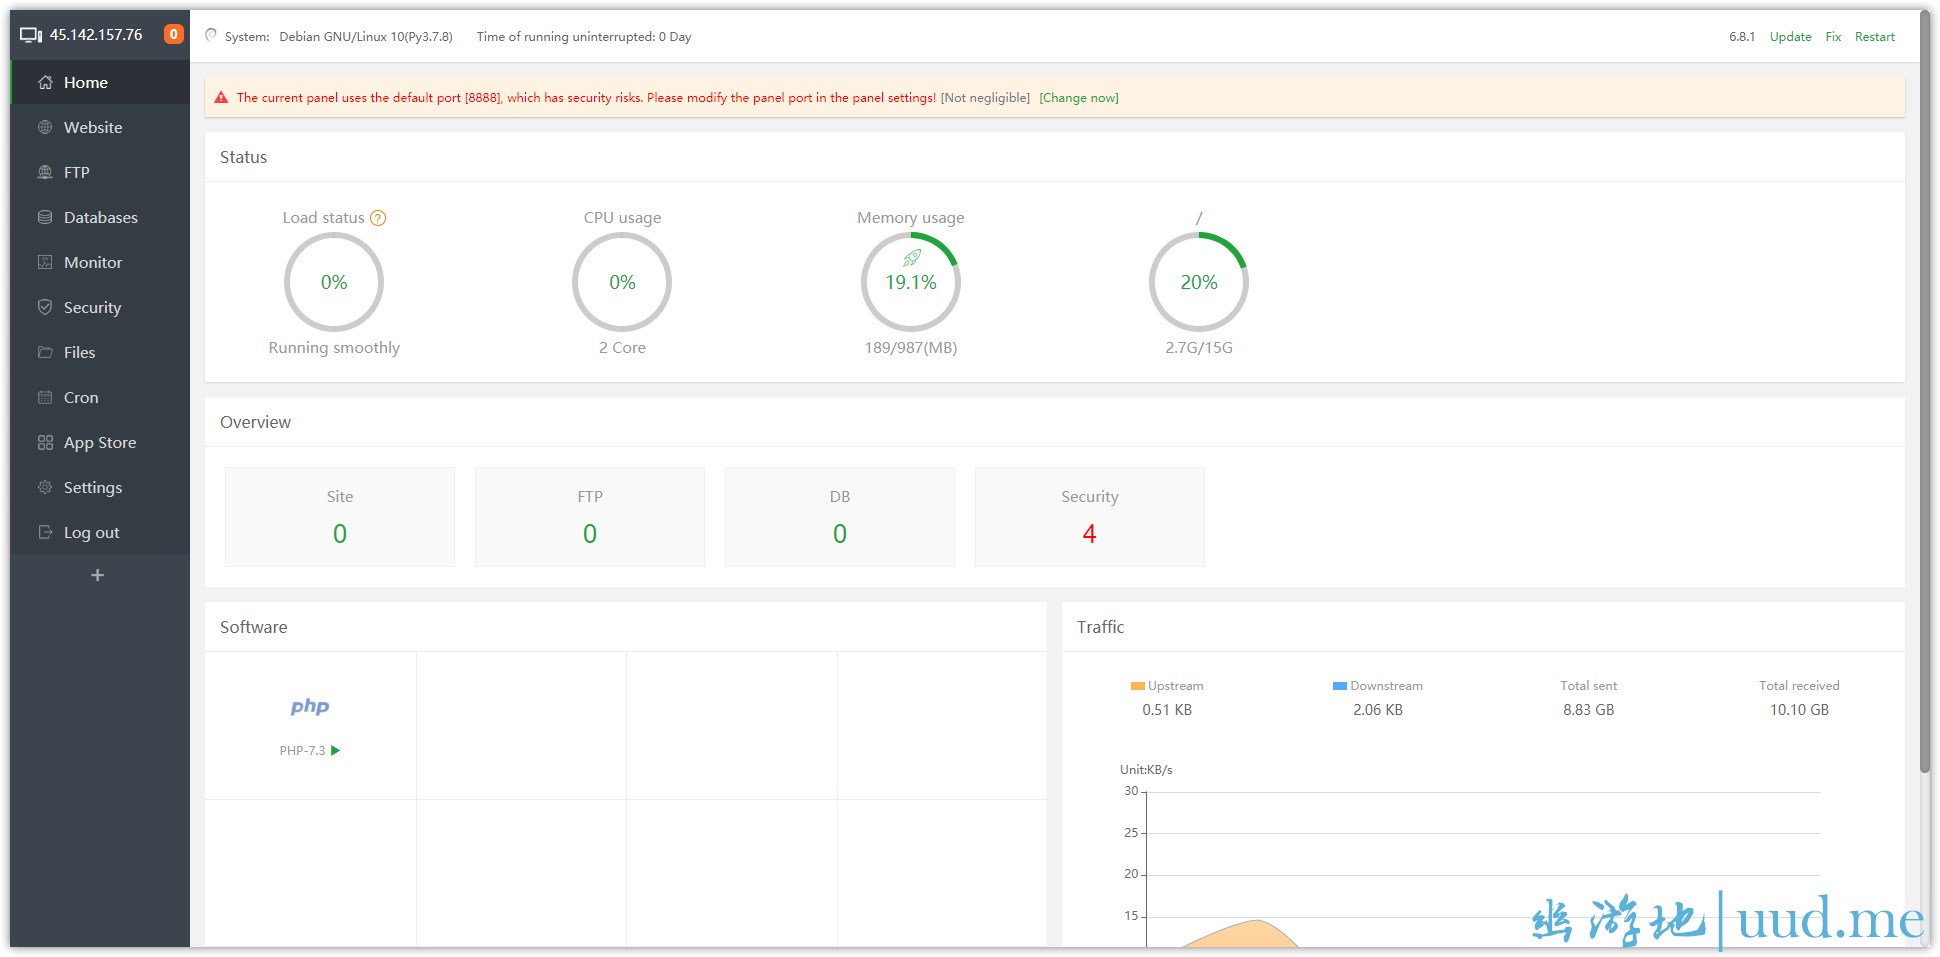 45.142.157.76
0
Home
Website
FTP
Databases
Monitor
Security
Files
Cron
App Store
Settings
Log out
+
System: Debian GNU/Linux 10(Py3.7.8) Time of running uninterrupted: 0 Day
6.8.1 Update Fix Restart
The current panel uses the default port [8888], which has security risks. Please modify the panel port in the panel settings! [Not negligible] [Change now]
Status
Load status ?
0%
Running smoothly
CPU usage
0%
2 Core
Memory usage
19.1%
189/987(MB)
/
20%
2.7G/15G
Overview
Site
0
FTP
0
DB
0
Security
4
Software
php
PHP-7.3
Traffic
Upstream
0.51 KB
Downstream
2.06 KB
Total sent
8.83 GB
Total received
10.10 GB
Unit:KB/s
30
25
20
15
幽游地|uud.me